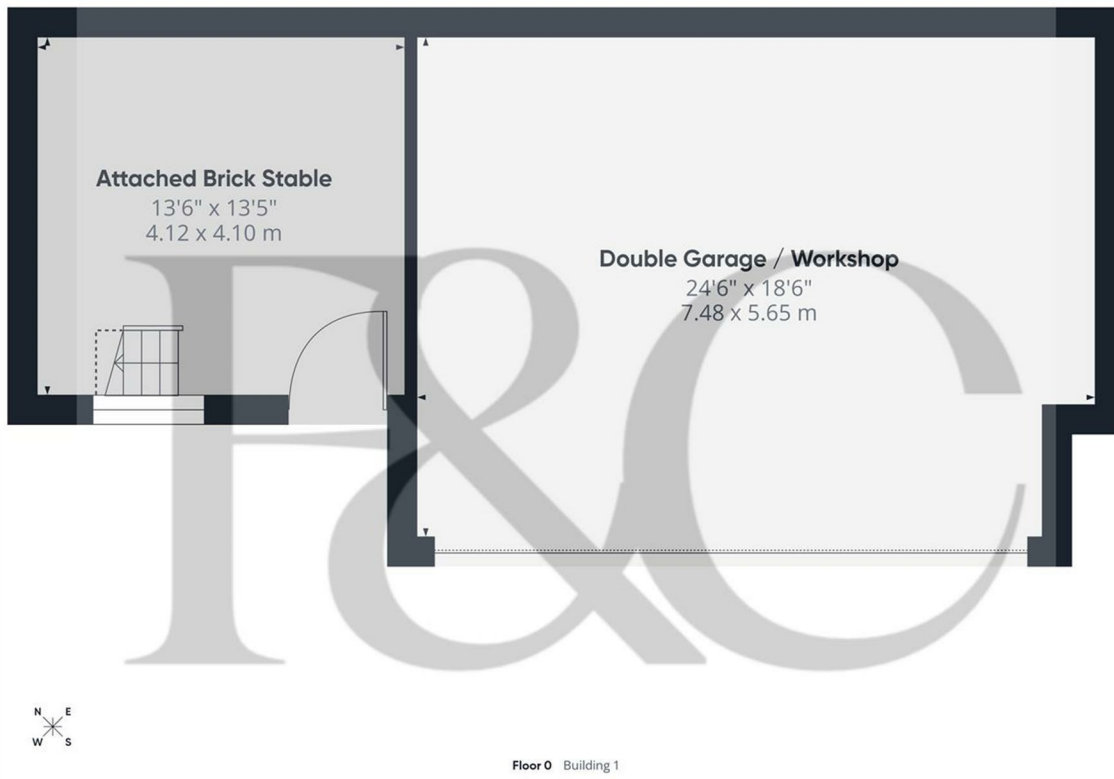 Attached Brick Stable
13'6" x 13'5"
4.12 x 4.10 m
Double Garage / Workshop
24'6" x 18'6"
7.48 x 5.65 m
F&C
N E
W S
Floor 0 Building 1